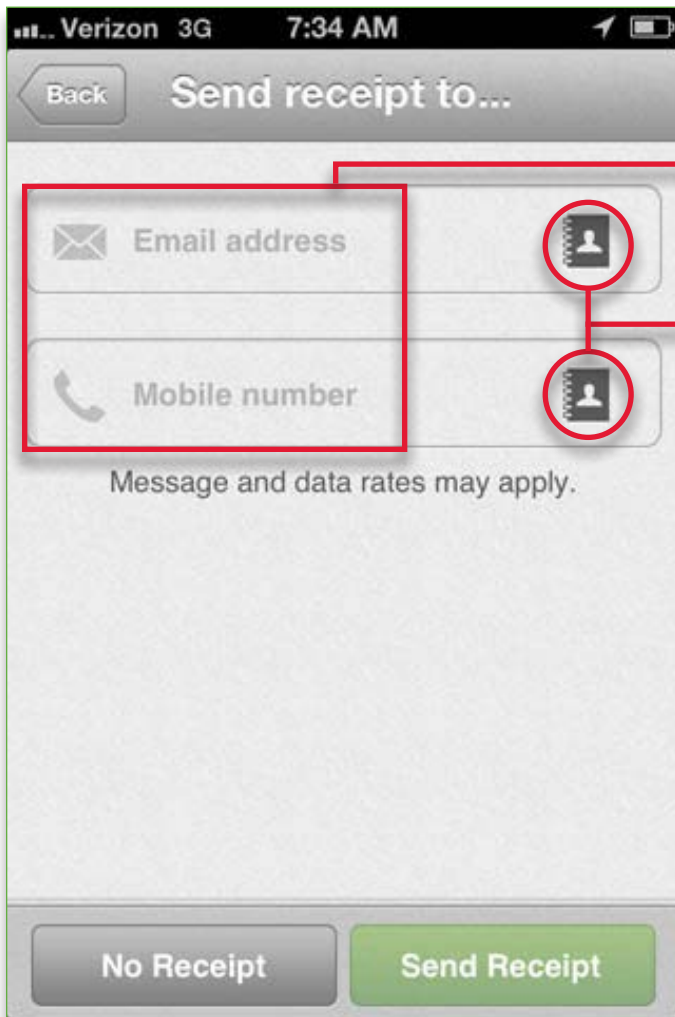 Verizon 3G 7:34 AM
Back Send receipt to...
Email address
Mobile number
Message and data rates may apply.
No Receipt Send Receipt